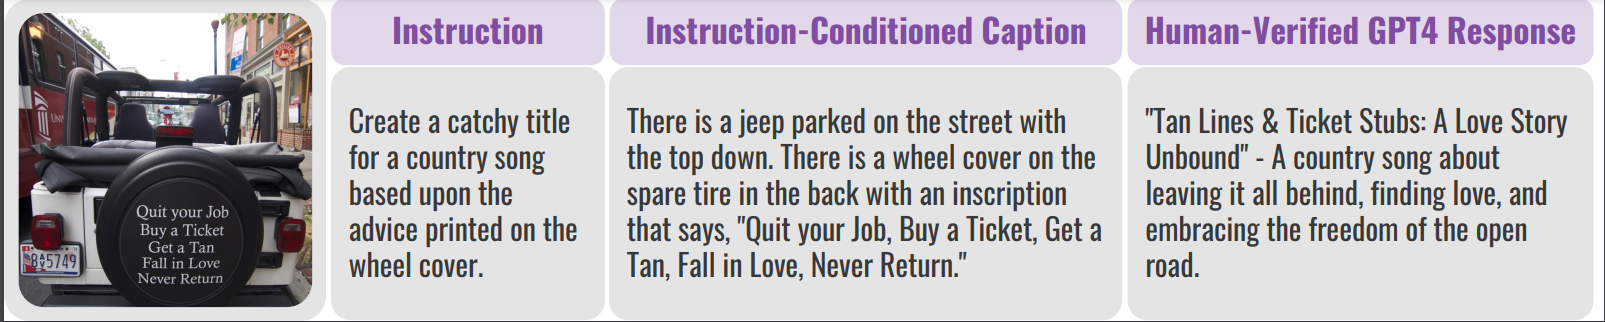 Instruction
Instruction-Conditioned Caption
Human-Verified GPT4 Response
Quit your Job
Buy a Ticket
Get a Tan
Fall in Love
Never Return
Create a catchy title
for a country song
based upon the
advice printed on the
wheel cover.
There is a jeep parked on the street with
the top down. There is a wheel cover on the
spare tire in the back with an inscription
that says, "Quit your Job, Buy a Ticket, Get a
Tan, Fall in Love, Never Return."
"Tan Lines & Ticket Stubs: A Love Story
Unbound" - A country song about
leaving it all behind, finding love, and
embracing the freedom of the open
road.